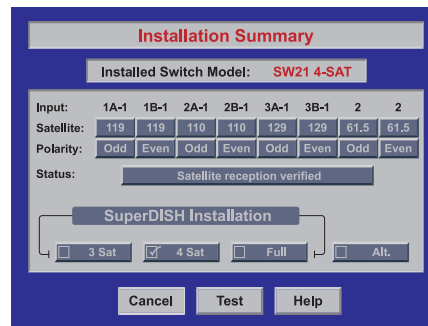 Installation Summary
Installed Switch Model: SW21 4-SAT
Input: 1A-1 1B-1 2A-1 2B-1 3A-1 3B-1 2 2
Satellite: 119 119 110 110 129 129 61.5 61.5
Polarity: Odd Even Odd Even Odd Even Odd Even
Status: Satellite reception verified
SuperDISH Installation
3 Sat 4 Sat Full Alt.
Cancel Test Help